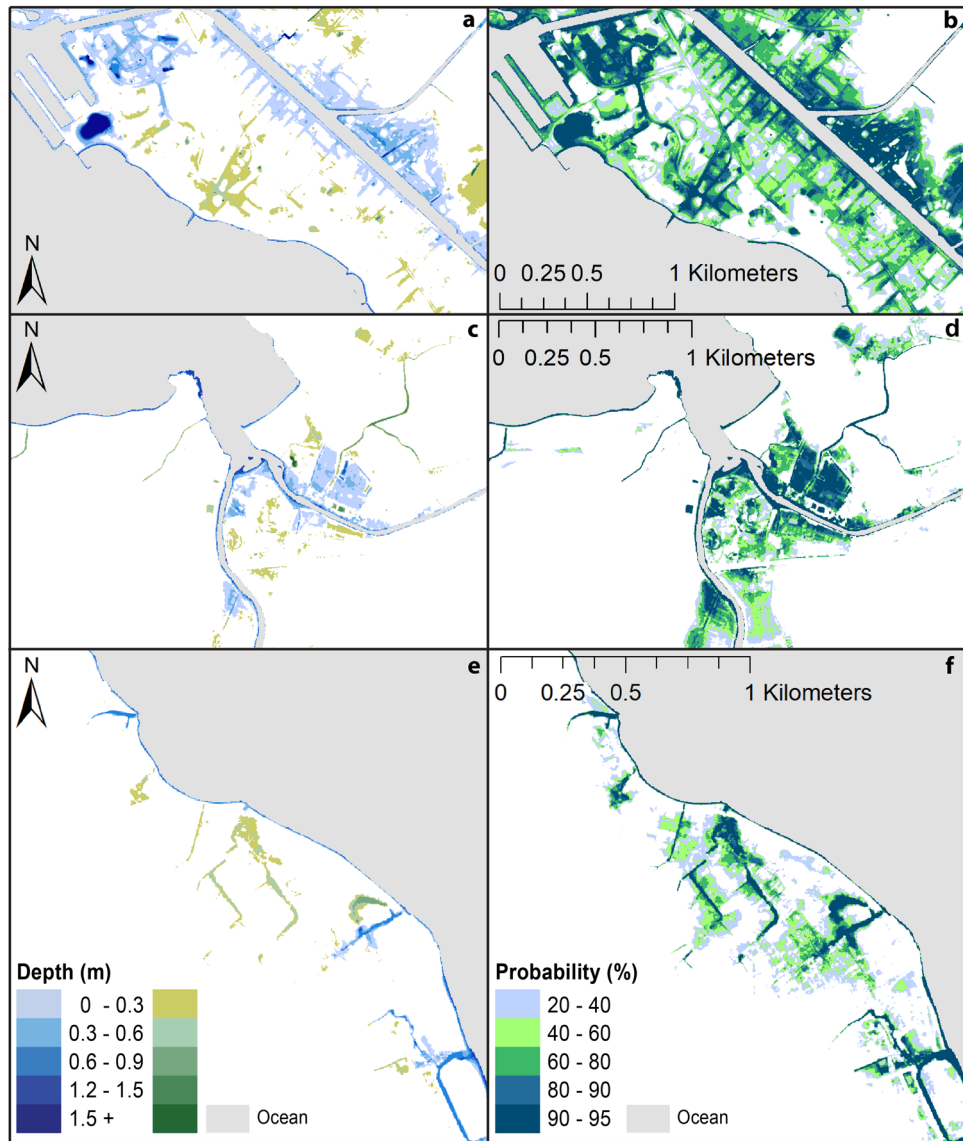 a
b
N
0 0.25 0.5 1 Kilometers
c
d
N
0 0.25 0.5 1 Kilometers
e
f
N
0 0.25 0.5 1 Kilometers
Depth (m)
0 - 0.3
0.3 - 0.6
0.6 - 0.9
1.2 - 1.5
1.5 +
Ocean
Probability (%)
20 - 40
40 - 60
60 - 80
80 - 90
90 - 95
Ocean